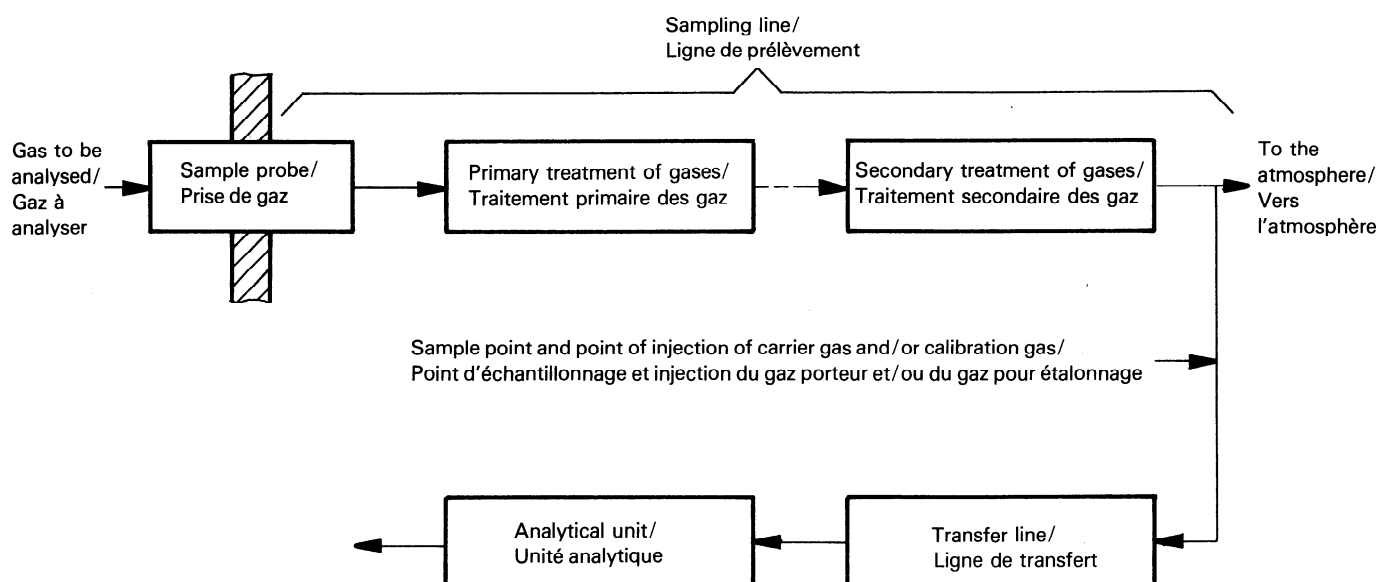 Sampling line/
Ligne de prélèvement
Gas to be
analysed/
Gaz à
analyser
Sample probe/
Prise de gaz
Primary treatment of gases/
Traitement primaire des gaz
Secondary treatment of gases/
Traitement secondaire des gaz
To the
atmosphere/
Vers
l'atmosphère
Sample point and point of injection of carrier gas and/or calibration gas/
Point d'échantillonnage et injection du gaz porteur et/ou du gaz pour étalonnage
Analytical unit/
Unité analytique
Transfer line/
Ligne de transfert